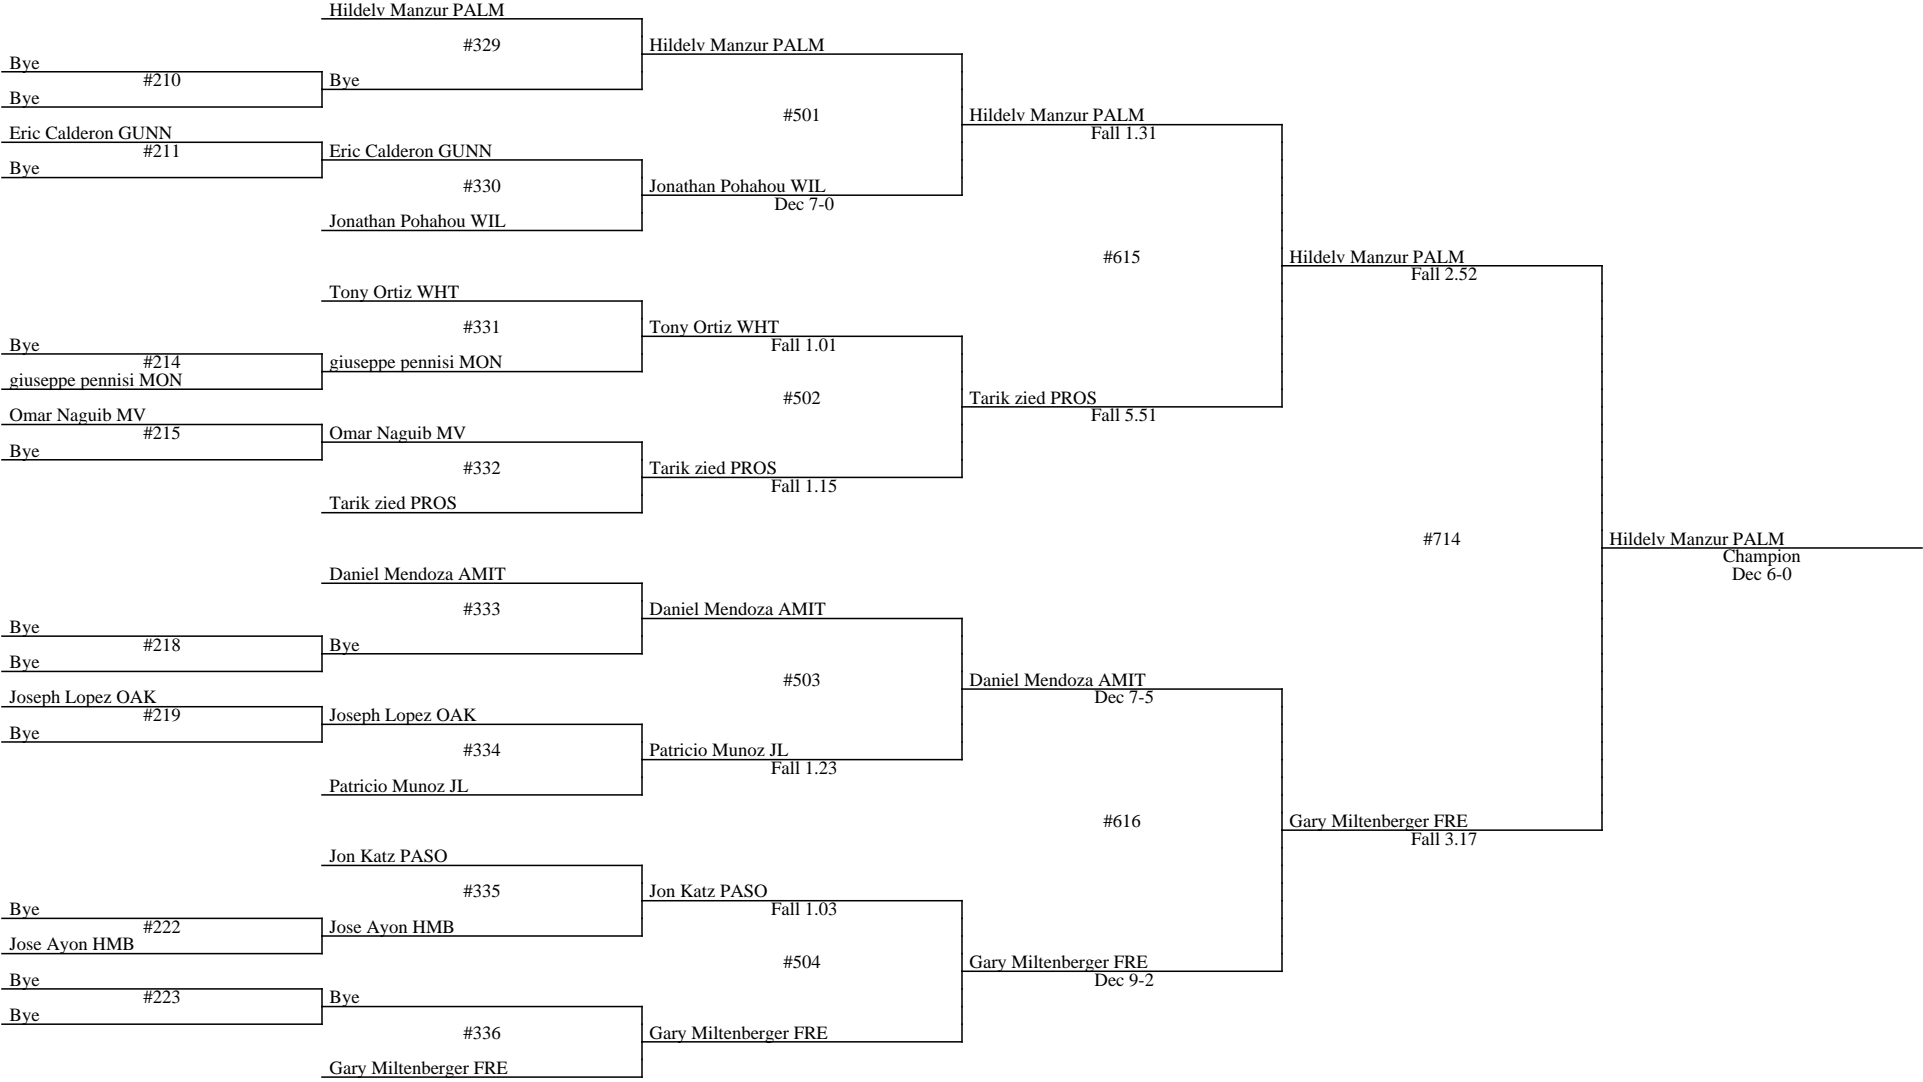 Hildelv Manzur PALM
#329
Hildelv Manzur PALM
Bye
#210
Bye
Bye
#501
Hildelv Manzur PALM
Fall 1.31
Eric Calderon GUNN
#211
Eric Calderon GUNN
Bye
#330
Jonathan Pohahou WIL
Dec 7-0
Jonathan Pohahou WIL
#615
Hildelv Manzur PALM
Fall 2.52
Tony Ortiz WHT
#331
Tony Ortiz WHT
Fall 1.01
Bye
#214
giuseppe pennisi MON
giuseppe pennisi MON
#502
Tarik zied PROS
Fall 5.51
Omar Naguib MV
#215
Omar Naguib MV
Bye
#332
Tarik zied PROS
Fall 1.15
Tarik zied PROS
#714
Hildelv Manzur PALM
Champion
Dec 6-0
Daniel Mendoza AMIT
#333
Daniel Mendoza AMIT
Bye
#218
Bye
Bye
#503
Daniel Mendoza AMIT
Dec 7-5
Joseph Lopez OAK
#219
Joseph Lopez OAK
Bye
#334
Patricio Munoz JL
Fall 1.23
Patricio Munoz JL
#616
Gary Miltenberger FRE
Fall 3.17
Jon Katz PASO
#335
Jon Katz PASO
Fall 1.03
Bye
#222
Jose Ayon HMB
Jose Ayon HMB
#504
Gary Miltenberger FRE
Dec 9-2
Bye
#223
Bye
Bye
#336
Gary Miltenberger FRE
Gary Miltenberger FRE